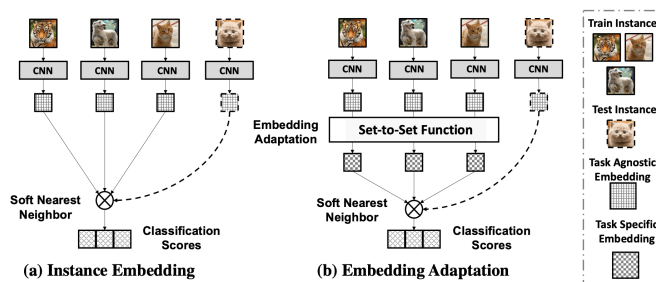 CNN CNN CNN CNN
Soft Nearest
Neighbor
Classification
Scores
(a) Instance Embedding
CNN CNN CNN CNN
Embedding
Adaptation
Set-to-Set Function
Soft Nearest
Neighbor
Classification
Scores
(b) Embedding Adaptation
Train Instance
Test Instance
Task Agnostic
Embedding
Task Specific
Embedding